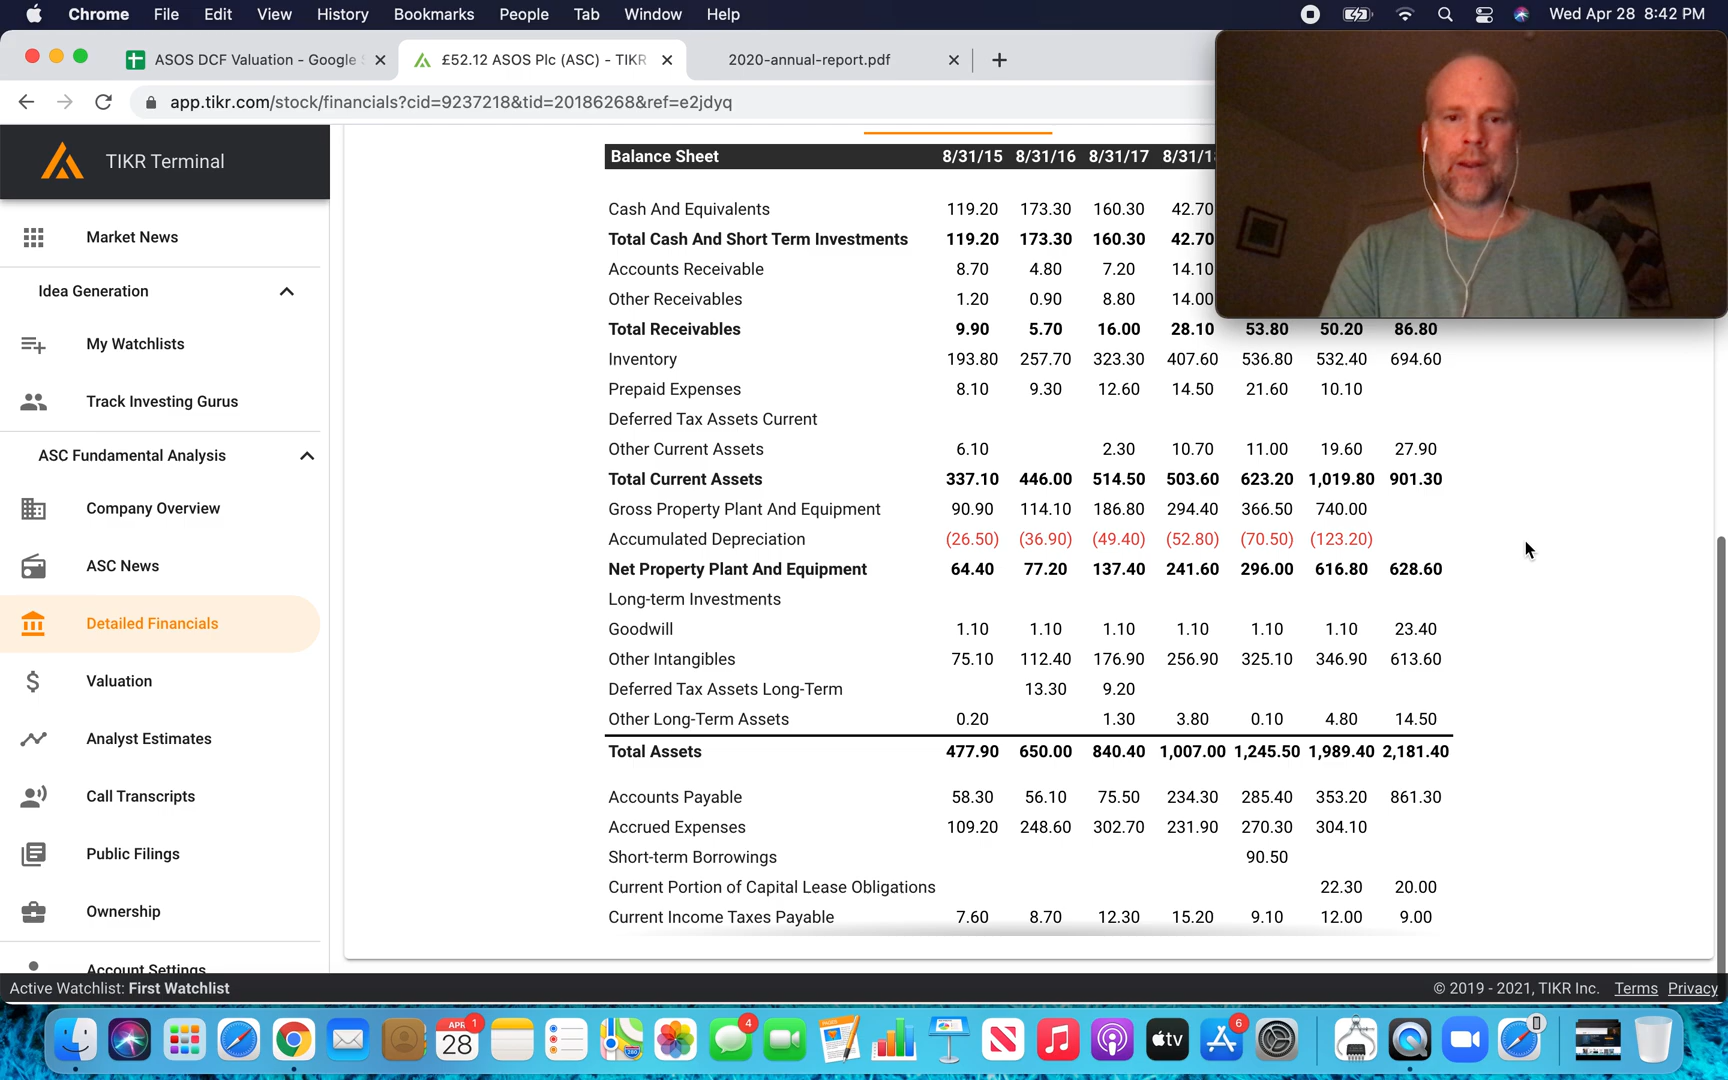 Chrome File Edit View History Bookmarks People Tab Window Help Wed Apr 28 8:42 PM
ASOS DCF Valuation - Google £52.12 ASOS Plc (ASC) - TIKR 2020-annual-report.pdf
app.tikr.com/stock/financials?cid=9237218&tid=20186268&ref=e2jdyq
TIKR Terminal
Market News
Idea Generation
My Watchlists
Track Investing Gurus
ASC Fundamental Analysis
Company Overview
ASC News
Detailed Financials
Valuation
Analyst Estimates
Call Transcripts
Public Filings
Ownership
Account Settings
Balance Sheet 8/31/15 8/31/16 8/31/17 8/31/1
Cash And Equivalents 119.20 173.30 160.30 42.70
Total Cash And Short Term Investments 119.20 173.30 160.30 42.70
Accounts Receivable 8.70 4.80 7.20 14.10
Other Receivables 1.20 0.90 8.80 14.00
Total Receivables 9.90 5.70 16.00 28.10 53.80 50.20 86.80
Inventory 193.80 257.70 323.30 407.60 536.80 532.40 694.60
Prepaid Expenses 8.10 9.30 12.60 14.50 21.60 10.10
Deferred Tax Assets Current
Other Current Assets 6.10 2.30 10.70 11.00 19.60 27.90
Total Current Assets 337.10 446.00 514.50 503.60 623.20 1,019.80 901.30
Gross Property Plant And Equipment 90.90 114.10 186.80 294.40 366.50 740.00
Accumulated Depreciation (26.50) (36.90) (49.40) (52.80) (70.50) (123.20)
Net Property Plant And Equipment 64.40 77.20 137.40 241.60 296.00 616.80 628.60
Long-term Investments
Goodwill 1.10 1.10 1.10 1.10 1.10 1.10 23.40
Other Intangibles 75.10 112.40 176.90 256.90 325.10 346.90 613.60
Deferred Tax Assets Long-Term 13.30 9.20
Other Long-Term Assets 0.20 1.30 3.80 0.10 4.80 14.50
Total Assets 477.90 650.00 840.40 1,007.00 1,245.50 1,989.40 2,181.40
Accounts Payable 58.30 56.10 75.50 234.30 285.40 353.20 861.30
Accrued Expenses 109.20 248.60 302.70 231.90 270.30 304.10
Short-term Borrowings 90.50
Current Portion of Capital Lease Obligations 22.30 20.00
Current Income Taxes Payable 7.60 8.70 12.30 15.20 9.10 12.00 9.00
Active Watchlist: First Watchlist © 2019 - 2021, TIKR Inc. Terms Privacy
APR 1 4 6
28 tv